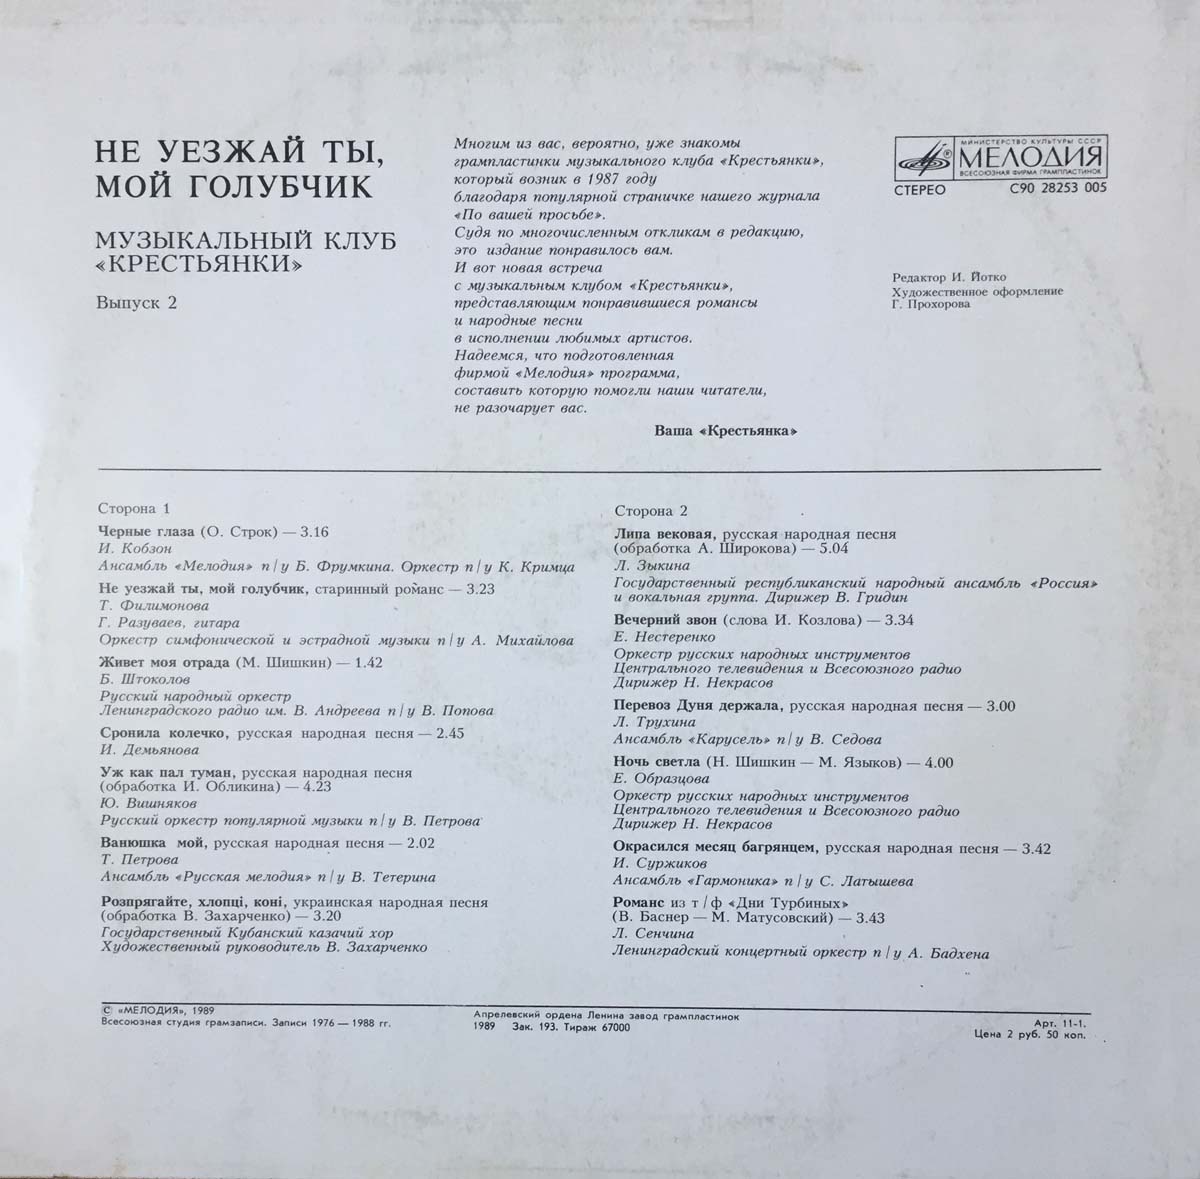 НЕ УЕЗЖАЙ ТЫ,
МОЙ ГОЛУБЧИК
МУЗЫКАЛЬНЫЙ КЛУБ
«КРЕСТЬЯНКИ»
Выпуск 2
Многим из вас, вероятно, уже знакомы
грампластинки музыкального клуба «Крестьянки»,
который возник в 1987 году
благодаря популярной страничке нашего журнала
«По вашей просьбе».
Судя по многочисленным откликам в редакцию,
это издание понравилось вам.
И вот новая встреча
с музыкальным клубом «Крестьянки»,
представляющим понравившиеся романсы
и народные песни
в исполнении любимых артистов.
Надеемся, что подготовленная
фирмой «Мелодия» программа,
составить которую помогли наши читатели,
не разочарует вас.
Ваша «Крестьянка»
МИНИСТЕРСТВО КУЛЬТУРЫ СССР
МЕЛОДИЯ
ВСЕСОЮЗНАЯ ФИРМА ГРАМПЛАСТИНОК
СТЕРЕО С90 28253 005
Редактор И. Йотко
Художественное оформление
Г. Прохорова
Сторона 1
Черные глаза (О. Строк) — 3.16
И. Кобзон
Ансамбль «Мелодия» п/у Б. Фрумкина. Оркестр п/у К. Кримца
Не уезжай ты, мой голубчик, старинный романс — 3.23
Т. Филимонова
Г. Разуваев, гитара
Оркестр симфонической и эстрадной музыки п/у А. Михайлова
Живет моя отрада (М. Шишкин) — 1.42
Б. Штоколов
Русский народный оркестр
Ленинградского радио им. В. Андреева п/у В. Попова
Сронила колечко, русская народная песня — 2.45
И. Демьянова
Уж как пал туман, русская народная песня
(обработка И. Обликина) — 4.23
Ю. Вишняков
Русский оркестр популярной музыки п/у В. Петрова
Ванюшка мой, русская народная песня — 2.02
Т. Петрова
Ансамбль «Русская мелодия» п/у В. Тетерина
Розпрягайте, хлопці, коні, украинская народная песня
(обработка В. Захарченко) — 3.20
Государственный Кубанский казачий хор
Художественный руководитель В. Захарченко
Сторона 2
Липа вековая, русская народная песня
(обработка А. Широкова) — 5.04
Л. Зыкина
Государственный республиканский народный ансамбль «Россия»
и вокальная группа. Дирижер В. Гридин
Вечерний звон (слова И. Козлова) — 3.34
Е. Нестеренко
Оркестр русских народных инструментов
Центрального телевидения и Всесоюзного радио
Дирижер Н. Некрасов
Перевоз Дуня держала, русская народная песня — 3.00
Л. Трухина
Ансамбль «Карусель» п/у В. Седова
Ночь светла (Н. Шишкин — М. Языков) — 4.00
Е. Образцова
Оркестр русских народных инструментов
Центрального телевидения и Всесоюзного радио
Дирижер Н. Некрасов
Окрасился месяц багрянцем, русская народная песня — 3.42
И. Суржиков
Ансамбль «Гармоника» п/у С. Латышева
Романс из т/ф «Дни Турбиных»
(В. Баснер — М. Матусовский) — 3.43
Л. Сенчина
Ленинградский концертный оркестр п/у А. Бадхена
© «МЕЛОДИЯ», 1989
Всесоюзная студия грамзаписи. Записи 1976 — 1988 гг.
Апрелевский ордена Ленина завод грампластинок
1989 Зак. 193. Тираж 67000
Арт. 11-1.
Цена 2 руб. 50 коп.